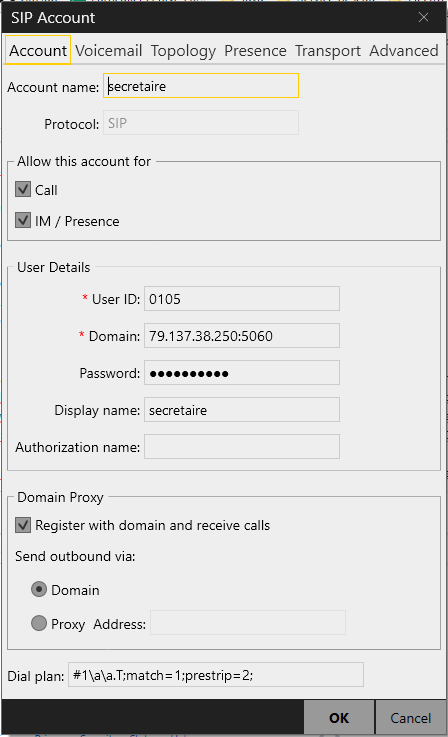 SIP Account
Account Voicemail Topology Presence Transport Advanced
Account name: secretaire
Protocol: SIP
Allow this account for
Call
IM / Presence
User Details
* User ID: 0105
* Domain: 79.137.38.250:5060
Password: ●●●●●●●●●●
Display name: secretaire
Authorization name:
Domain Proxy
Register with domain and receive calls
Send outbound via:
Domain
Proxy Address:
Dial plan: #1\a\a.T;match=1;prestrip=2;
OK Cancel